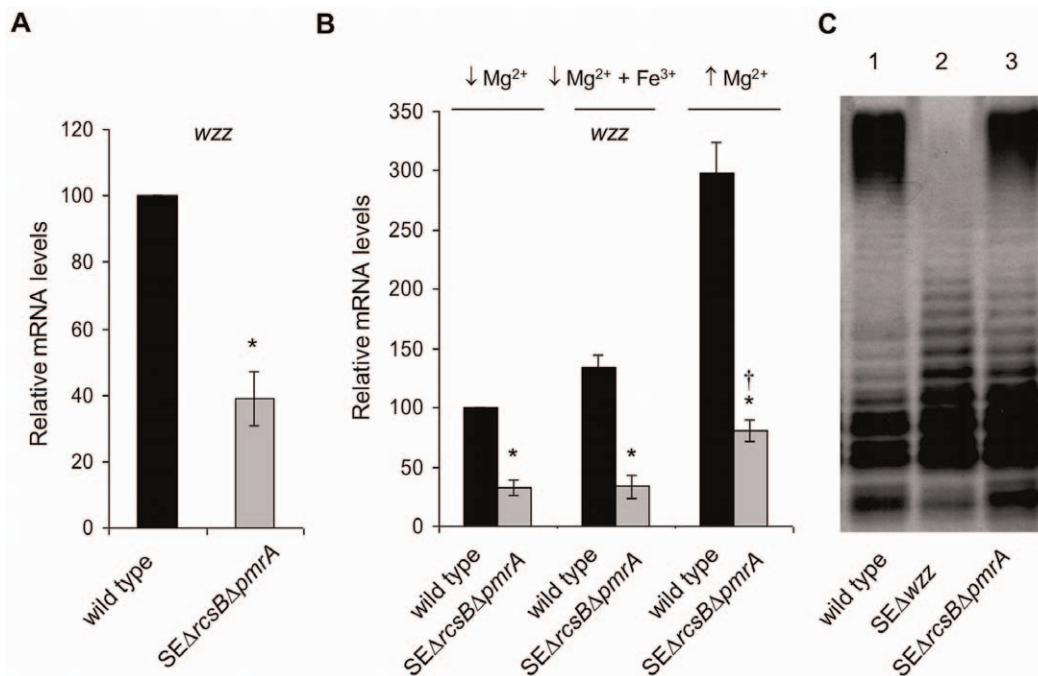 A
wzz
Relative mRNA levels
120
100
80
60
40
20
0
*
wild type
SEΔrcsBΔpmrA
B
↓ Mg²⁺
↓ Mg²⁺ + Fe³⁺
↑ Mg²⁺
wzz
Relative mRNA levels
350
300
250
200
150
100
50
0
*
*
†
*
wild type
SEΔrcsBΔpmrA
wild type
SEΔrcsBΔpmrA
wild type
SEΔrcsBΔpmrA
C
1 2 3
wild type
SEΔwzz
SEΔrcsBΔpmrA